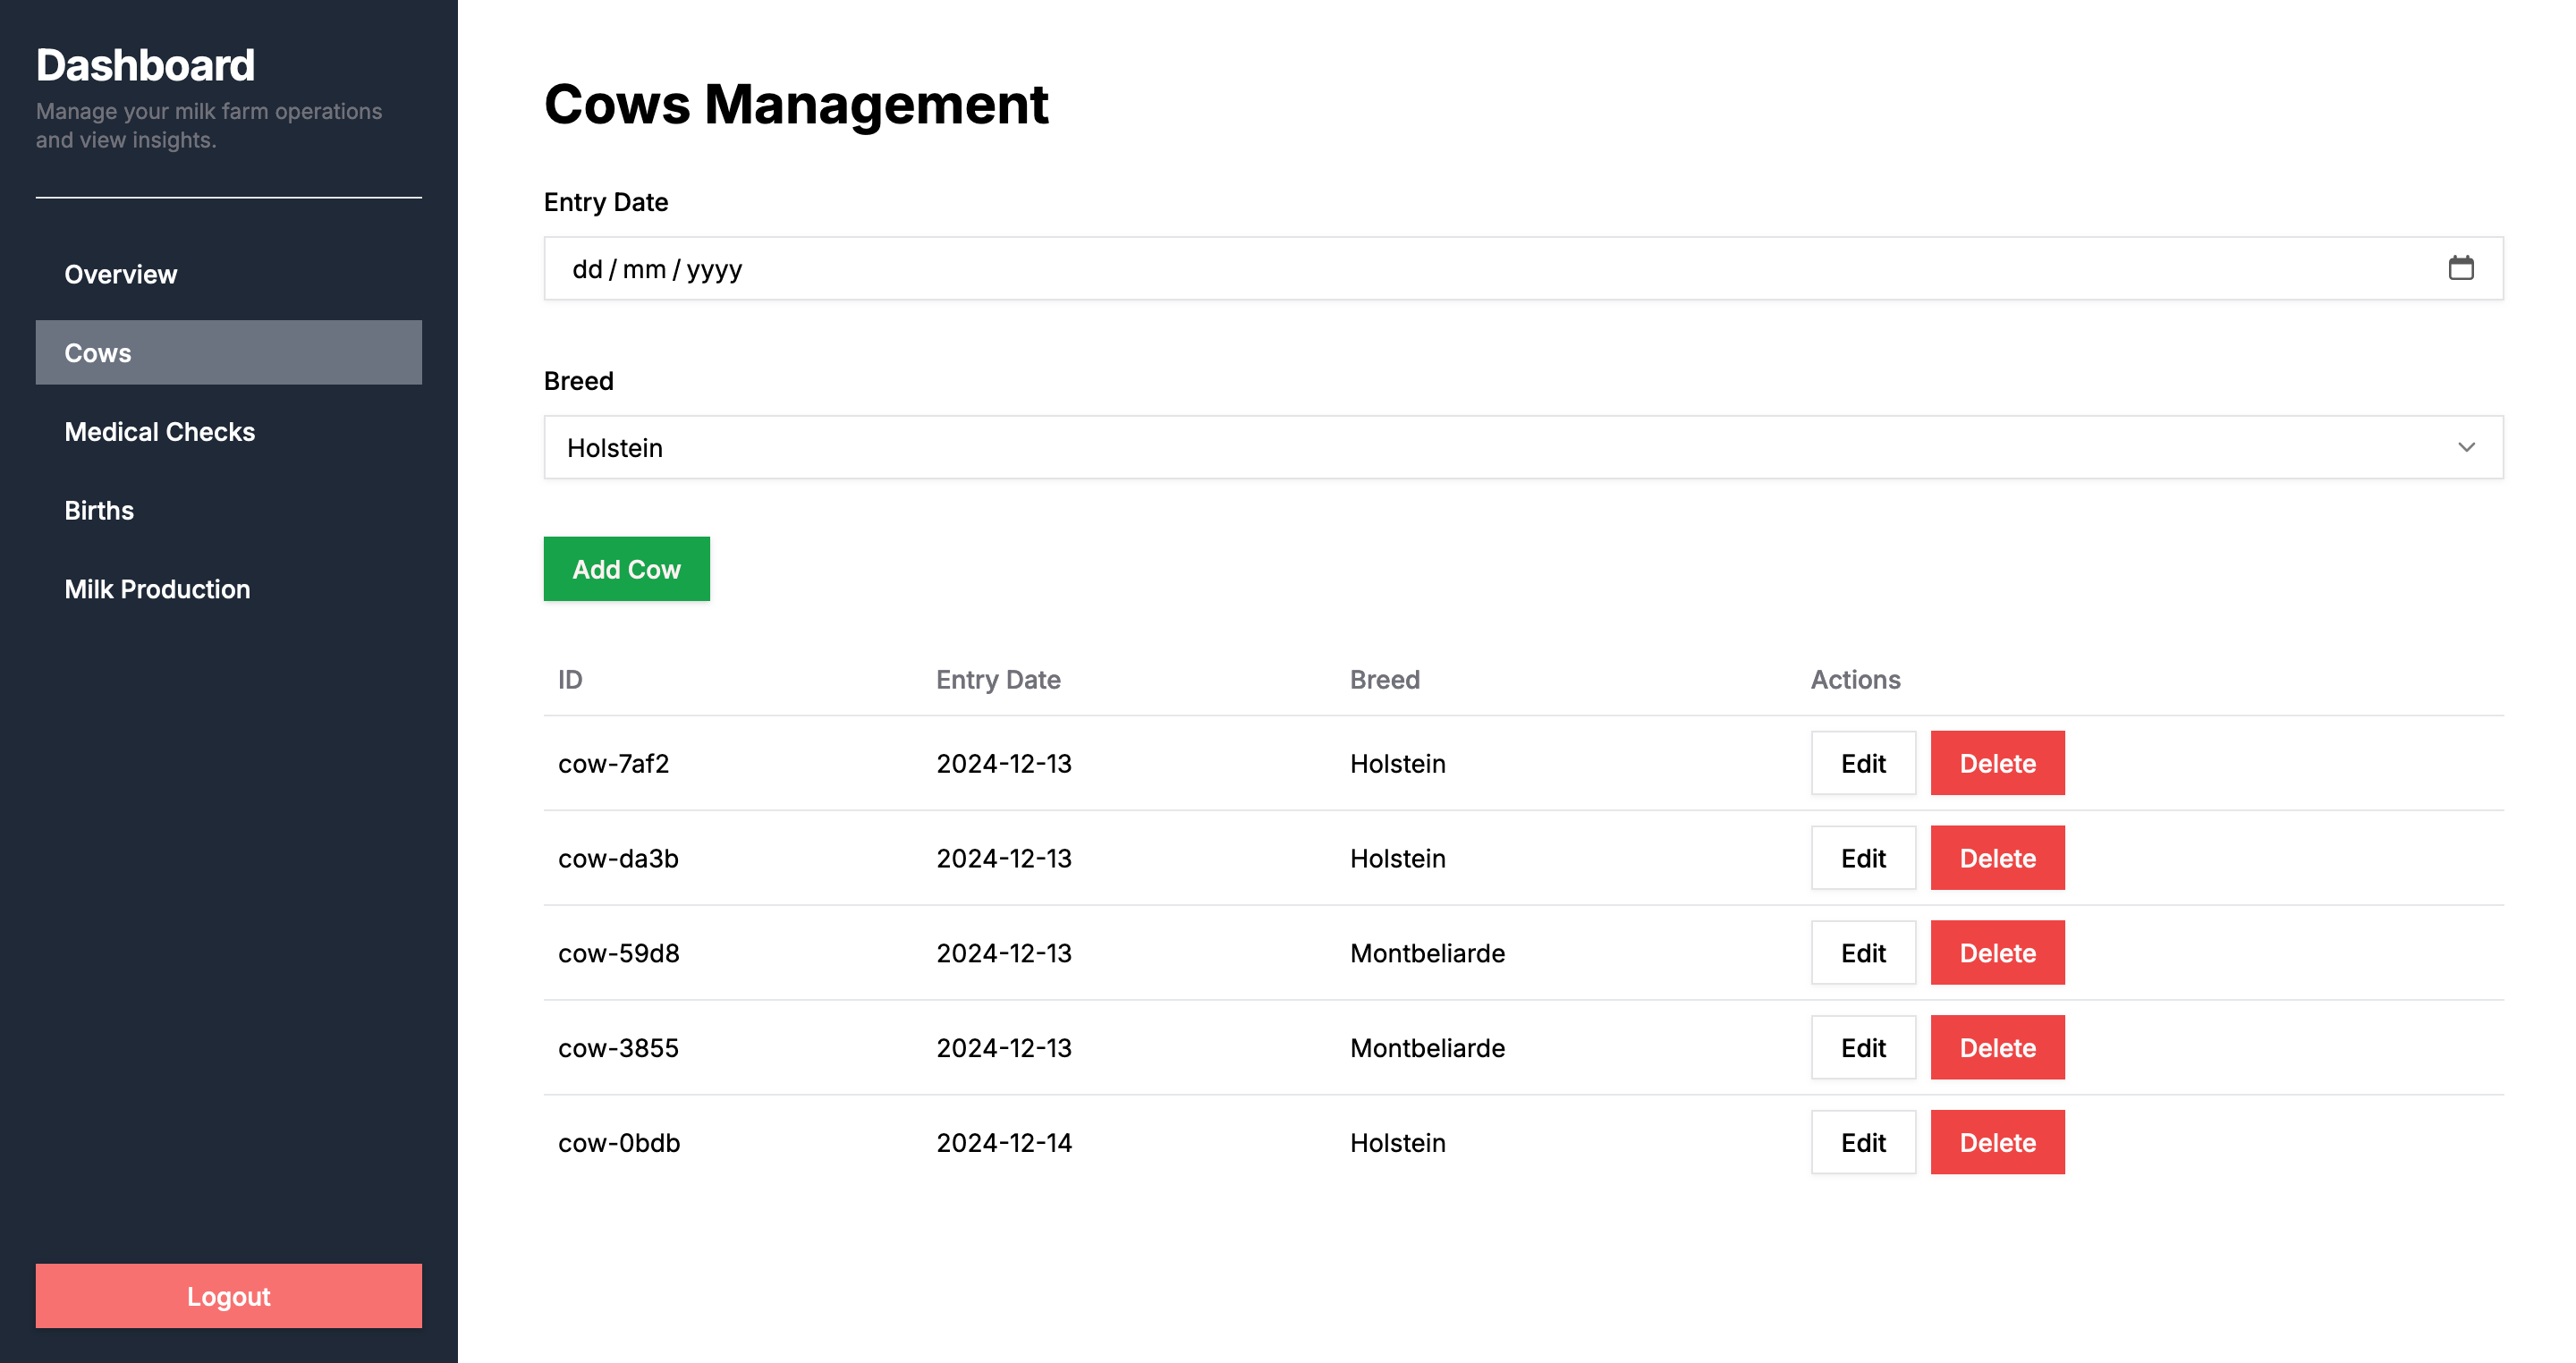 Dashboard
Manage your milk farm operations
and view insights.
Overview
Cows
Medical Checks
Births
Milk Production
Logout
Cows Management
Entry Date
dd / mm / yyyy
Breed
Holstein
Add Cow
ID Entry Date Breed Actions
cow-7af2 2024-12-13 Holstein Edit Delete
cow-da3b 2024-12-13 Holstein Edit Delete
cow-59d8 2024-12-13 Montbeliarde Edit Delete
cow-3855 2024-12-13 Montbeliarde Edit Delete
cow-0bdb 2024-12-14 Holstein Edit Delete